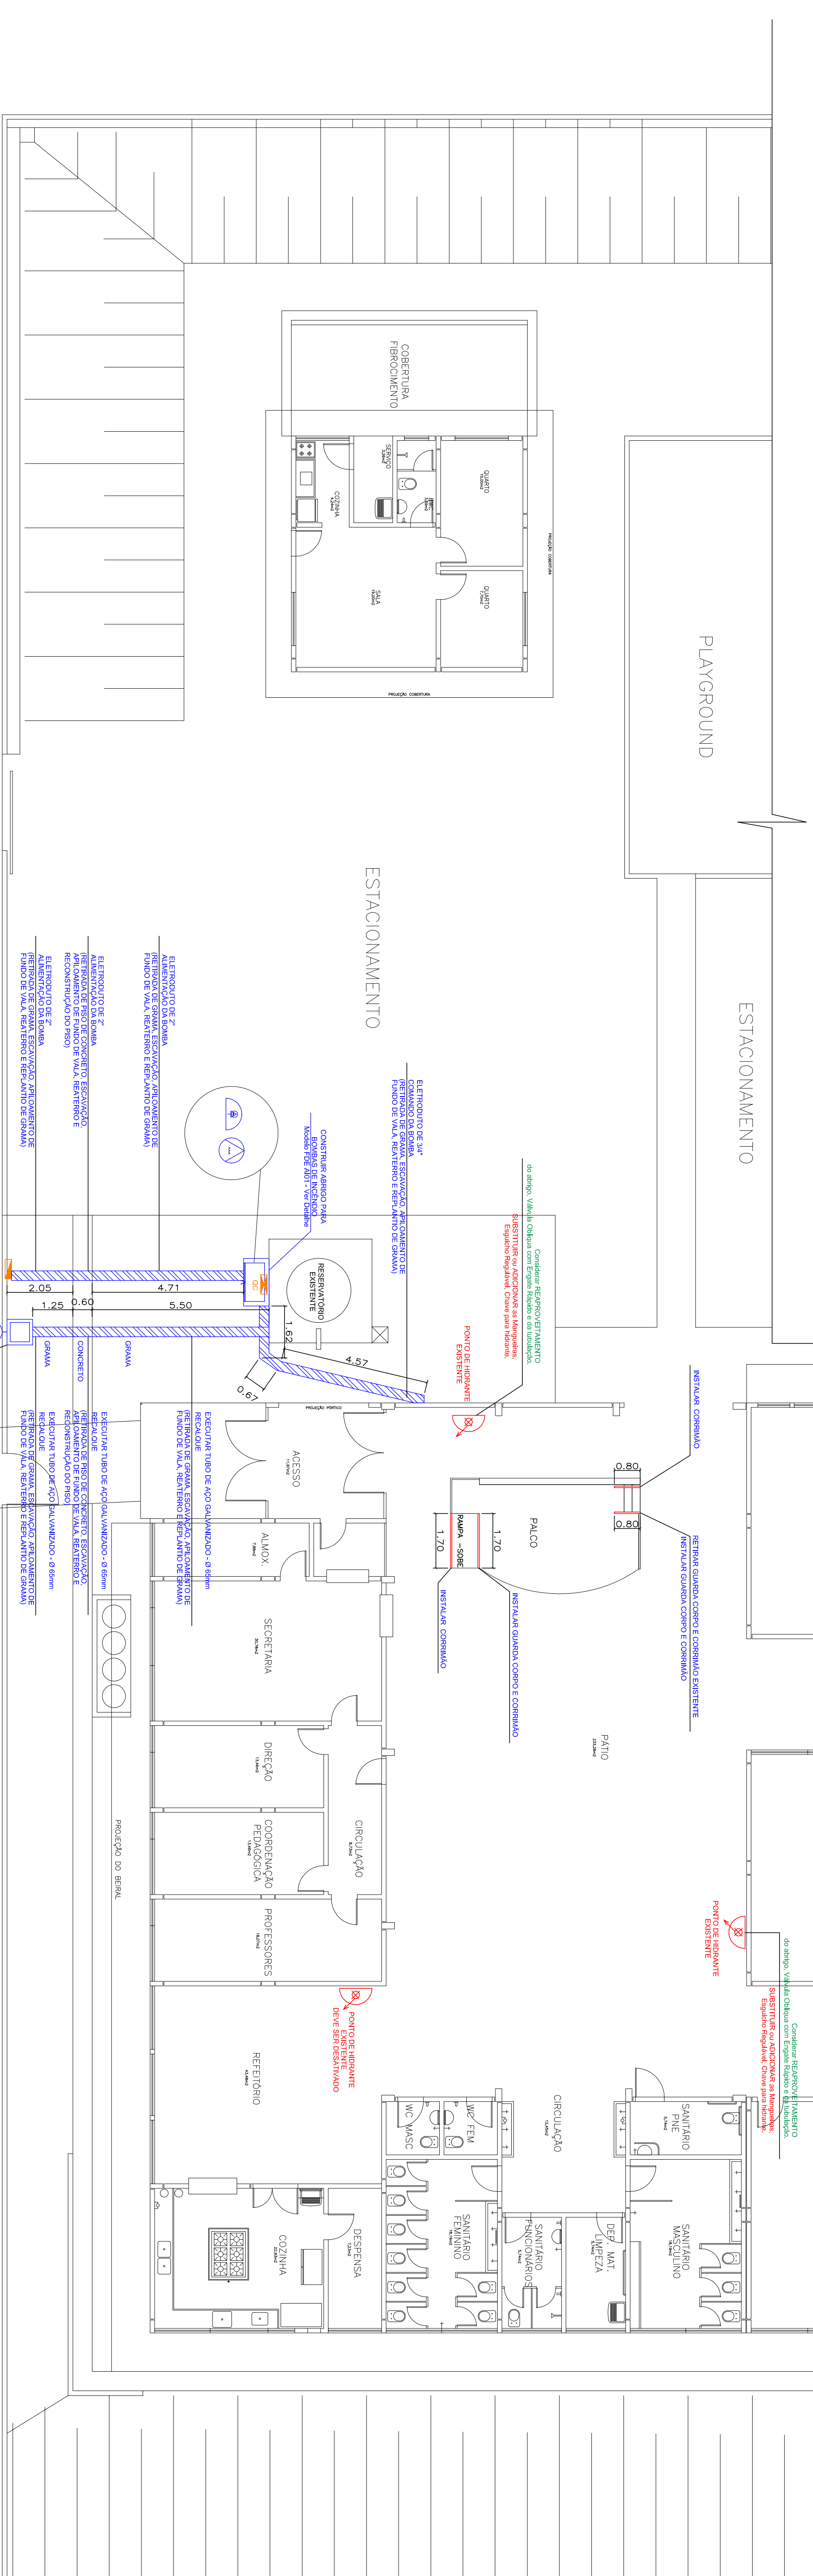 COBERTURA
FIBROCIMENTO
SERVIÇO
COZINHA
QUARTO
QUARTO
SALA
PROJEÇÃO COBERTURA
PROJEÇÃO COBERTURA
PLAYGROUND
ESTACIONAMENTO
ESTACIONAMENTO
ELETRODUTO DE 2"
ALIMENTAÇÃO DA BOMBA
(RETIRADA DE GRAMA, ESCAVAÇÃO, APILOAMENTO DE
FUNDO DE VALA, REATERRO E REPLANTIO DE GRAMA)
ELETRODUTO DE 2"
ALIMENTAÇÃO DA BOMBA
(RETIRADA DE PISO DE CONCRETO, ESCAVAÇÃO,
APILOAMENTO DE FUNDO DE VALA, REATERRO E
RECONSTRUÇÃO DO PISO)
ELETRODUTO DE 2"
ALIMENTAÇÃO DA BOMBA
(RETIRADA DE GRAMA, ESCAVAÇÃO, APILOAMENTO DE
FUNDO DE VALA, REATERRO E REPLANTIO DE GRAMA)
CONSTRUIR ABRIGO PARA
BOMBAS DE INCÊNDIO
Modelo FDE AI01 - Ver Detalhe
ELETRODUTO DE 3/4"
COMANDO DA BOMBA
(RETIRADA DE GRAMA, ESCAVAÇÃO, APILOAMENTO DE
FUNDO DE VALA, REATERRO E REPLANTIO DE GRAMA)
Considerar REAPROVEITAMENTO
do abrigo, Válvula Oblíqua com Engate Rápido e da tubulação.
SUBSTITUIR ou ADICIONAR as Mangueiras,
Esguicho Regulável, Chave para hidrante.
PONTO DE HIDRANTE
EXISTENTE
RESERVATÓRIO
EXISTENTE
QC
2.05
4.71
1.25
0.60
5.50
1.62
4.57
0.67
GRAMA
CONCRETO
GRAMA
EXECUTAR TUBO DE AÇO GALVANIZADO - Ø 65mm
RECALQUE
(RETIRADA DE GRAMA, ESCAVAÇÃO, APILOAMENTO DE
FUNDO DE VALA, REATERRO E REPLANTIO DE GRAMA)
EXECUTAR TUBO DE AÇO GALVANIZADO - Ø 65mm
RECALQUE
(RETIRADA DE PISO DE CONCRETO, ESCAVAÇÃO,
APILOAMENTO DE FUNDO DE VALA, REATERRO E
RECONSTRUÇÃO DO PISO)
EXECUTAR TUBO DE AÇO GALVANIZADO - Ø 65mm
RECALQUE
(RETIRADA DE GRAMA, ESCAVAÇÃO, APILOAMENTO DE
FUNDO DE VALA, REATERRO E REPLANTIO DE GRAMA)
PROJEÇÃO PÓRTICO
ACESSO
INSTALAR CORRIMÃO
0.80
0.80
RETIRAR GUARDA CORPO E CORRIMÃO EXISTENTE
INSTALAR GUARDA CORPO E CORRIMÃO
PALCO
RAMPA -SOBE
1.70
1.70
INSTALAR GUARDA CORPO E CORRIMÃO
INSTALAR CORRIMÃO
ALMOX.
SECRETARIA
DIREÇÃO
COORDENAÇÃO
PEDAGÓGICA
CIRCULAÇÃO
PROFESSORES
PROJEÇÃO DO BEIRAL
PÁTIO
PONTO DE HIDRANTE
EXISTENTE
Considerar REAPROVEITAMENTO
do abrigo, Válvula Oblíqua com Engate Rápido e da tubulação.
SUBSTITUIR ou ADICIONAR as Mangueiras,
Esguicho Regulável, Chave para hidrante.
PONTO DE HIDRANTE
EXISTENTE
DEVE SER DESATIVADO
REFEITÓRIO
WC MASC
WC FEM
CIRCULAÇÃO
SANITÁRIO
PNE
SANITÁRIO
MASCULINO
DEP. MAT.
LIMPEZA
SANITÁRIO
FUNCIONÁRIOS
SANITÁRIO
FEMININO
DESPENSA
COZINHA